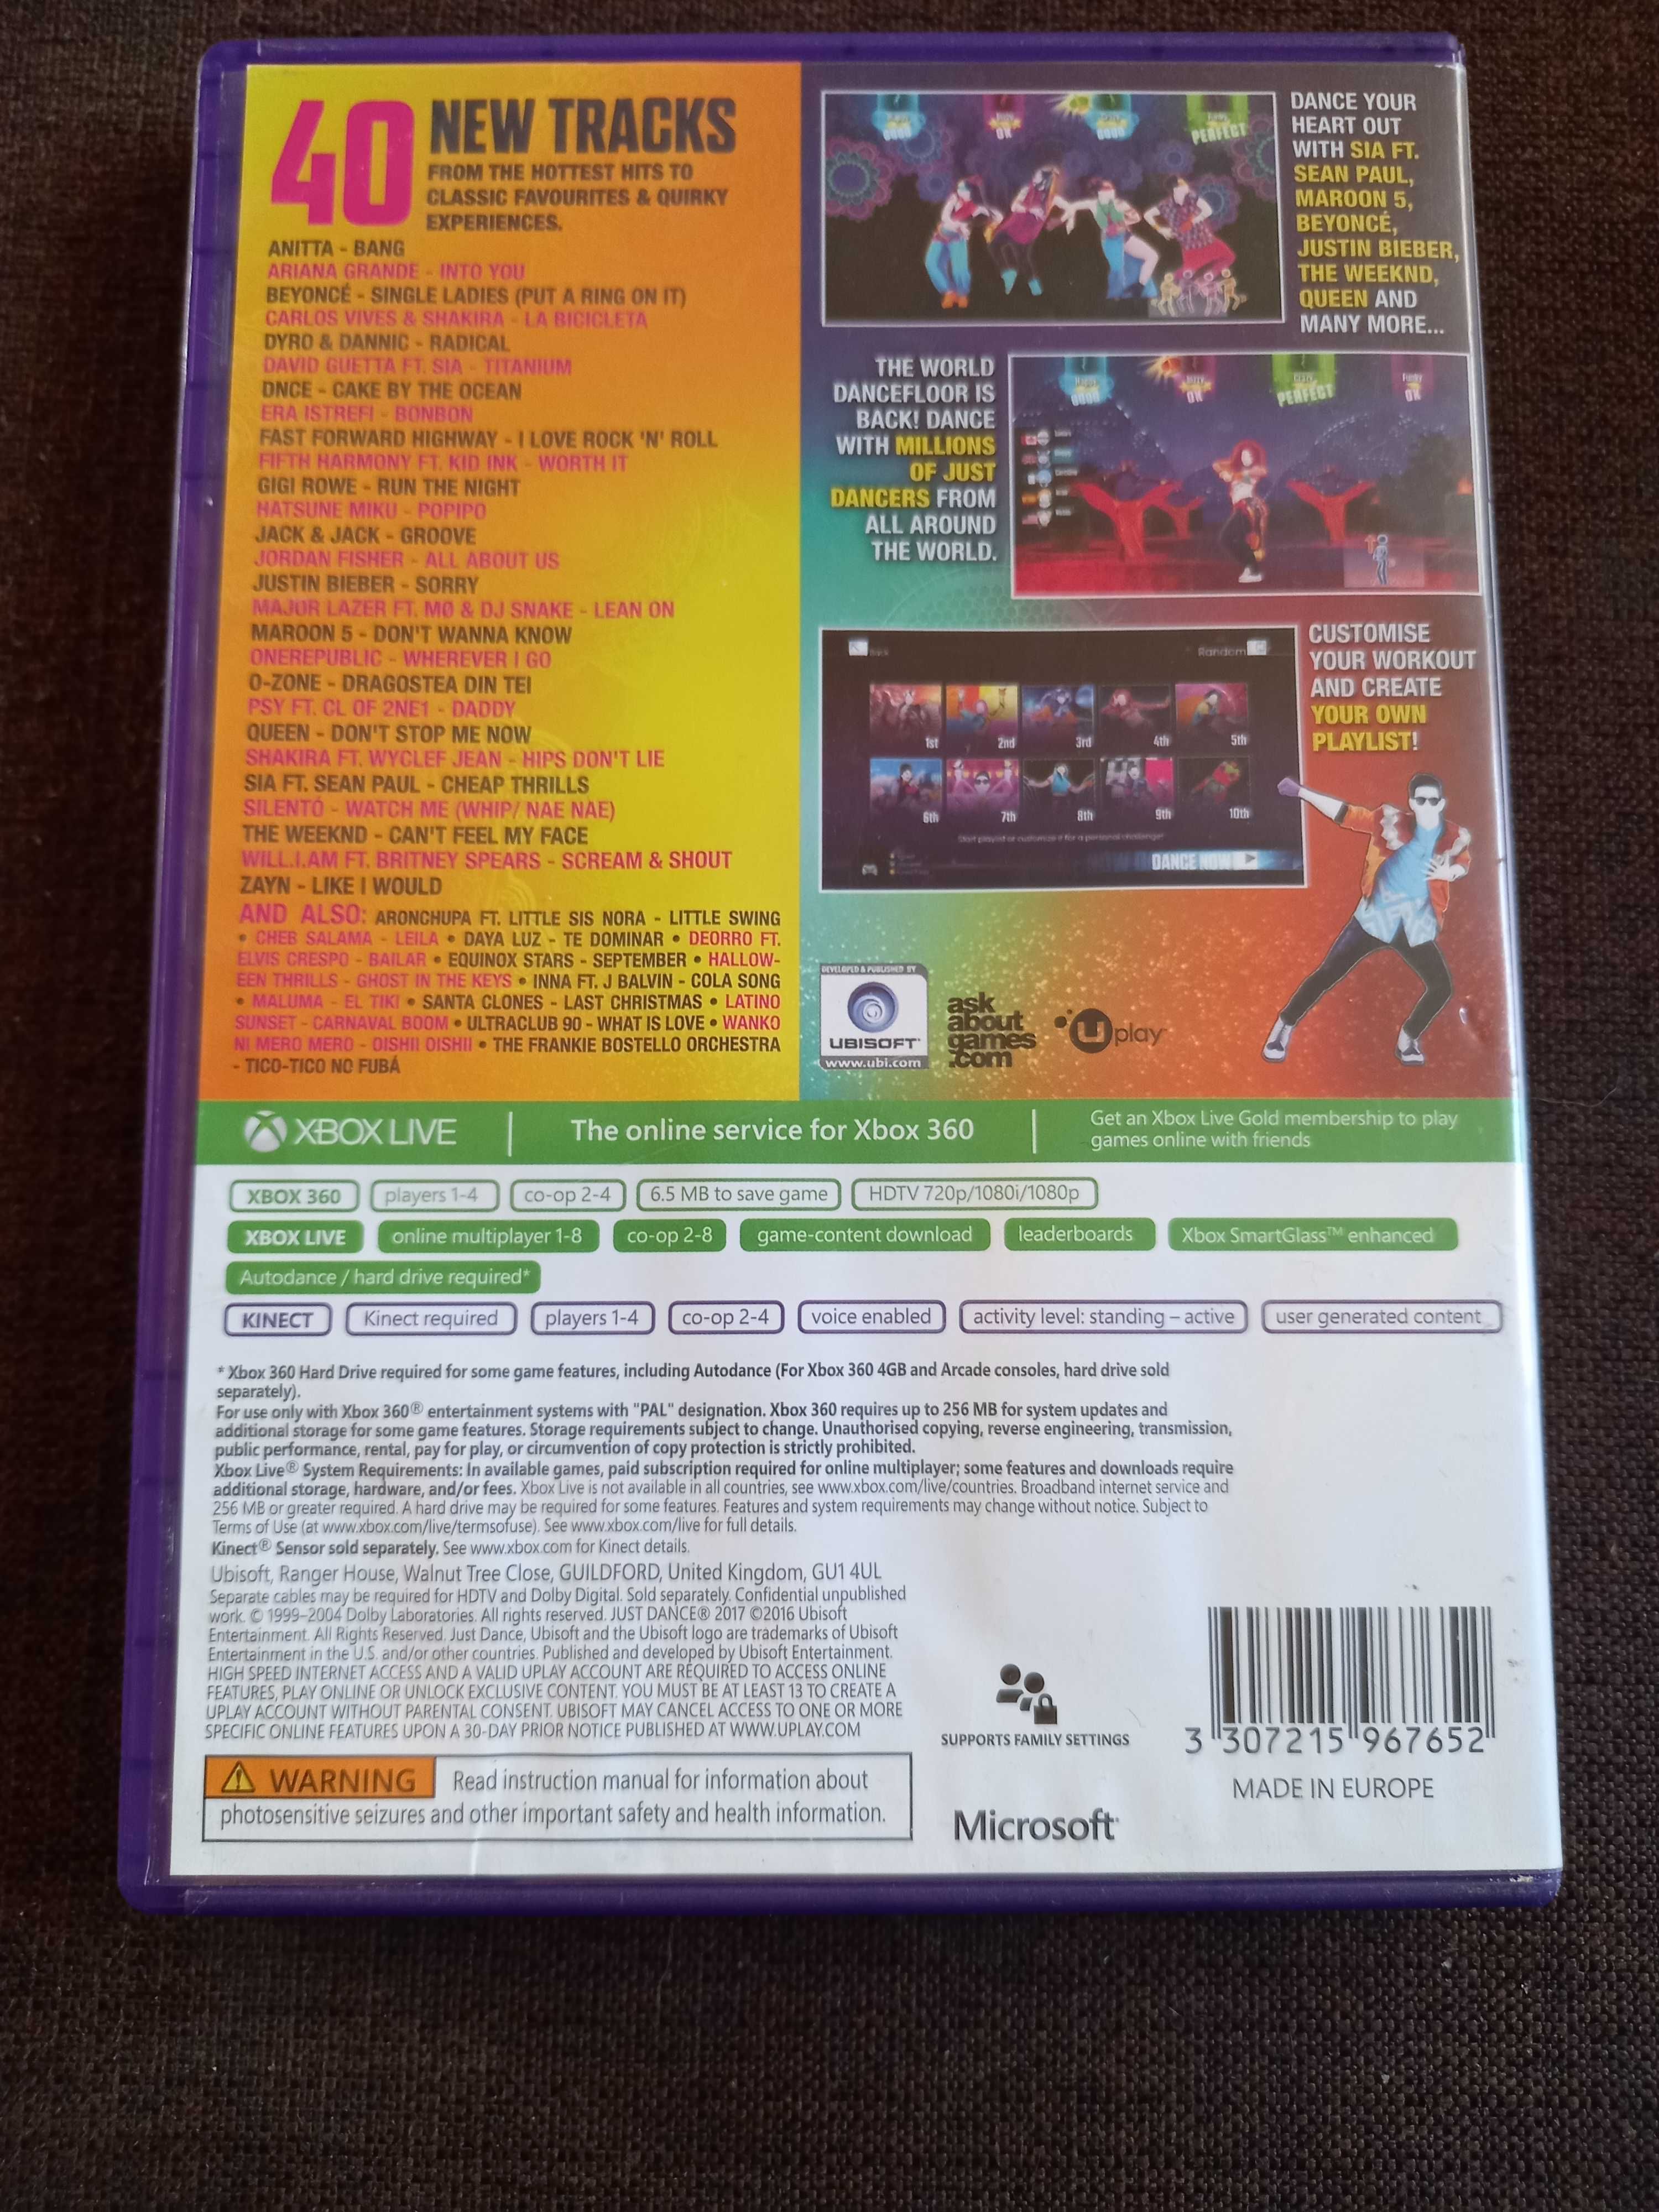 40 NEW TRACKS
FROM THE HOTTEST HITS TO
CLASSIC FAVOURITES & QUIRKY
EXPERIENCES.
ANITTA - BANG
ARIANA GRANDE - INTO YOU
BEYONCÉ - SINGLE LADIES (PUT A RING ON IT)
CARLOS VIVES & SHAKIRA - LA BICICLETA
DYRO & DANNIC - RADICAL
DAVID GUETTA FT. SIA - TITANIUM
DNCE - CAKE BY THE OCEAN
ERA ISTREFI - BONBON
FAST FORWARD HIGHWAY - I LOVE ROCK 'N' ROLL
FIFTH HARMONY FT. KID INK - WORTH IT
GIGI ROWE - RUN THE NIGHT
HATSUNE MIKU - POPIPO
JACK & JACK - GROOVE
JORDAN FISHER - ALL ABOUT US
JUSTIN BIEBER - SORRY
MAJOR LAZER FT. MØ & DJ SNAKE - LEAN ON
MAROON 5 - DON'T WANNA KNOW
ONEREPUBLIC - WHEREVER I GO
O-ZONE - DRAGOSTEA DIN TEI
PSY FT. CL OF 2NE1 - DADDY
QUEEN - DON'T STOP ME NOW
SHAKIRA FT. WYCLEF JEAN - HIPS DON'T LIE
SIA FT. SEAN PAUL - CHEAP THRILLS
SILENTÓ - WATCH ME (WHIP/ NAE NAE)
THE WEEKND - CAN'T FEEL MY FACE
WILL.I.AM FT. BRITNEY SPEARS - SCREAM & SHOUT
ZAYN - LIKE I WOULD
AND ALSO: ARONCHUPA FT. LITTLE SIS NORA - LITTLE SWING
• CHEB SALAMA - LEILA • DAYA LUZ - TE DOMINAR • DEORRO FT.
ELVIS CRESPO - BAILAR • EQUINOX STARS - SEPTEMBER • HALLOW-
EEN THRILLS - GHOST IN THE KEYS • INNA FT. J BALVIN - COLA SONG
• MALUMA - EL TIKI • SANTA CLONES - LAST CHRISTMAS • LATINO
SUNSET - CARNAVAL BOOM • ULTRACLUB 90 - WHAT IS LOVE • WANKO
NI MERO MERO - OISHII OISHII • THE FRANKIE BOSTELLO ORCHESTRA
- TICO-TICO NO FUBÁ
GOOD OK GOOD PERFECT
DANCE YOUR
HEART OUT
WITH SIA FT.
SEAN PAUL,
MAROON 5,
BEYONCÉ,
JUSTIN BIEBER,
THE WEEKND,
QUEEN AND
MANY MORE...
THE WORLD
DANCEFLOOR IS
BACK! DANCE
WITH MILLIONS
OF JUST
DANCERS FROM
ALL AROUND
THE WORLD.
GOOD OK PERFECT OK
Random
1st 2nd 3rd 4th 5th
6th 7th 8th 9th 10th
Start playlist or customize it for a personal challenge!
DANCE NOW
CUSTOMISE
YOUR WORKOUT
AND CREATE
YOUR OWN
PLAYLIST!
DEVELOPED & PUBLISHED BY
UBISOFT
www.ubi.com
ask
about
games
.com
Uplay
XBOX LIVE The online service for Xbox 360
Get an Xbox Live Gold membership to play
games online with friends
XBOX 360 players 1-4 co-op 2-4 6.5 MB to save game HDTV 720p/1080i/1080p
XBOX LIVE online multiplayer 1-8 co-op 2-8 game-content download leaderboards Xbox SmartGlass™ enhanced
Autodance / hard drive required*
KINECT Kinect required players 1-4 co-op 2-4 voice enabled activity level: standing – active user generated content
* Xbox 360 Hard Drive required for some game features, including Autodance (For Xbox 360 4GB and Arcade consoles, hard drive sold
separately).
For use only with Xbox 360® entertainment systems with "PAL" designation. Xbox 360 requires up to 256 MB for system updates and
additional storage for some game features. Storage requirements subject to change. Unauthorised copying, reverse engineering, transmission,
public performance, rental, pay for play, or circumvention of copy protection is strictly prohibited.
Xbox Live® System Requirements: In available games, paid subscription required for online multiplayer; some features and downloads require
additional storage, hardware, and/or fees. Xbox Live is not available in all countries, see www.xbox.com/live/countries. Broadband internet service and
256 MB or greater required. A hard drive may be required for some features. Features and system requirements may change without notice. Subject to
Terms of Use (at www.xbox.com/live/termsofuse). See www.xbox.com/live for full details.
Kinect® Sensor sold separately. See www.xbox.com for Kinect details.
Ubisoft, Ranger House, Walnut Tree Close, GUILDFORD, United Kingdom, GU1 4UL
Separate cables may be required for HDTV and Dolby Digital. Sold separately. Confidential unpublished
work. © 1999–2004 Dolby Laboratories. All rights reserved. JUST DANCE® 2017 ©2016 Ubisoft
Entertainment. All Rights Reserved. Just Dance, Ubisoft and the Ubisoft logo are trademarks of Ubisoft
Entertainment in the U.S. and/or other countries. Published and developed by Ubisoft Entertainment.
HIGH SPEED INTERNET ACCESS AND A VALID UPLAY ACCOUNT ARE REQUIRED TO ACCESS ONLINE
FEATURES, PLAY ONLINE OR UNLOCK EXCLUSIVE CONTENT. YOU MUST BE AT LEAST 13 TO CREATE A
UPLAY ACCOUNT WITHOUT PARENTAL CONSENT. UBISOFT MAY CANCEL ACCESS TO ONE OR MORE
SPECIFIC ONLINE FEATURES UPON A 30-DAY PRIOR NOTICE PUBLISHED AT WWW.UPLAY.COM
WARNING Read instruction manual for information about
photosensitive seizures and other important safety and health information.
SUPPORTS FAMILY SETTINGS
Microsoft
3 307215 967652
MADE IN EUROPE